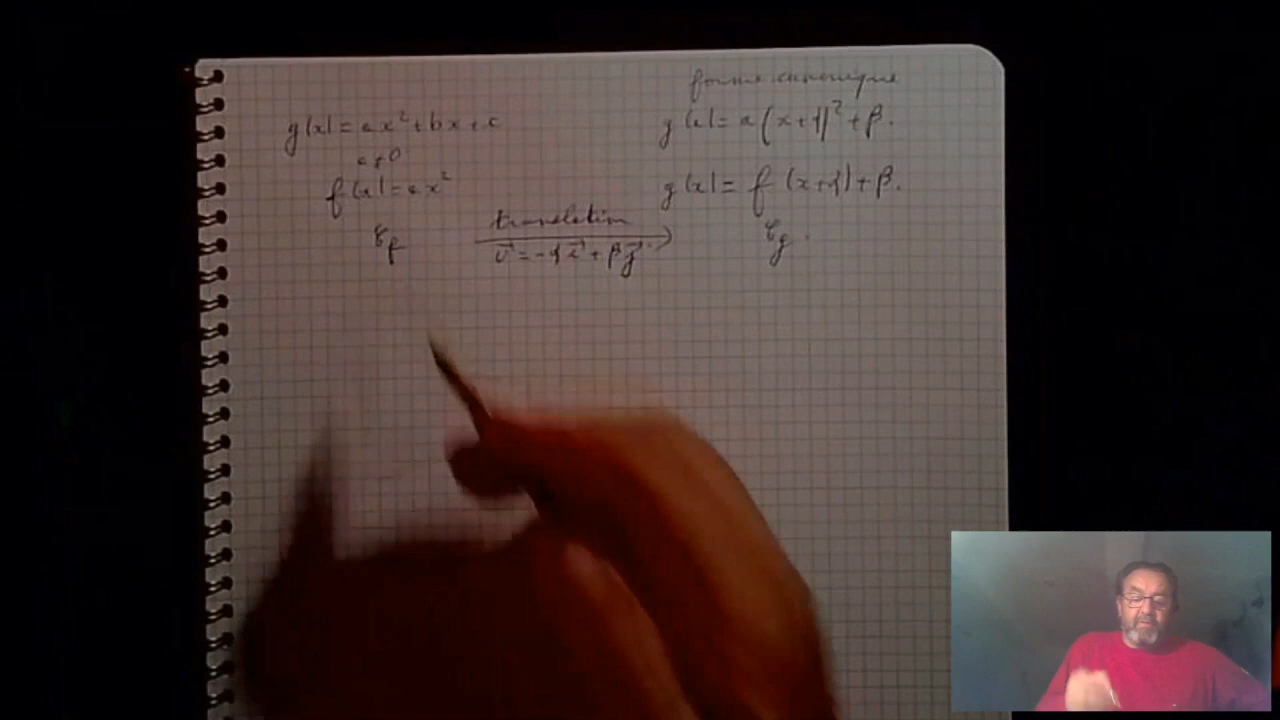 forme canonique
g(x) = ax² + bx + c
g(x) = a(x + α)² + β.
a ≠ 0
f(x) = ax²
g(x) = f(x + α) + β.
translation
𝒞f
𝒞g.
v⃗ = -α i⃗ + β j⃗